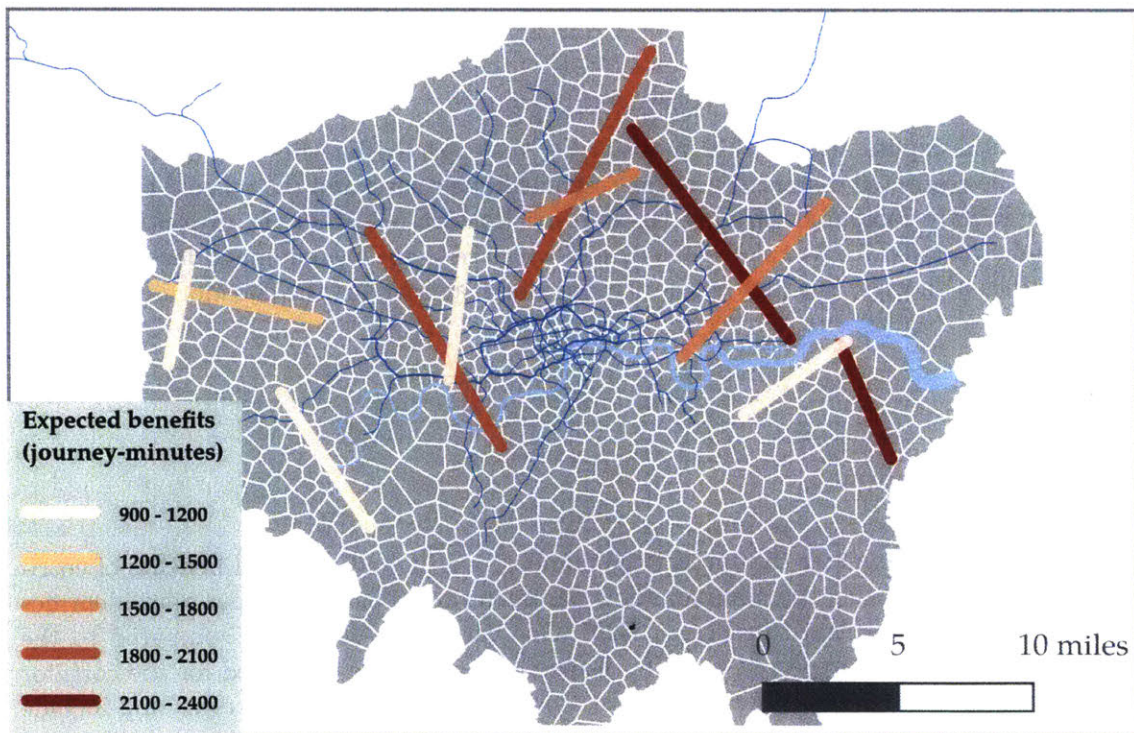 Expected benefits
(journey-minutes)
900 - 1200
1200 - 1500
1500 - 1800
1800 - 2100
2100 - 2400
0 5 10 miles